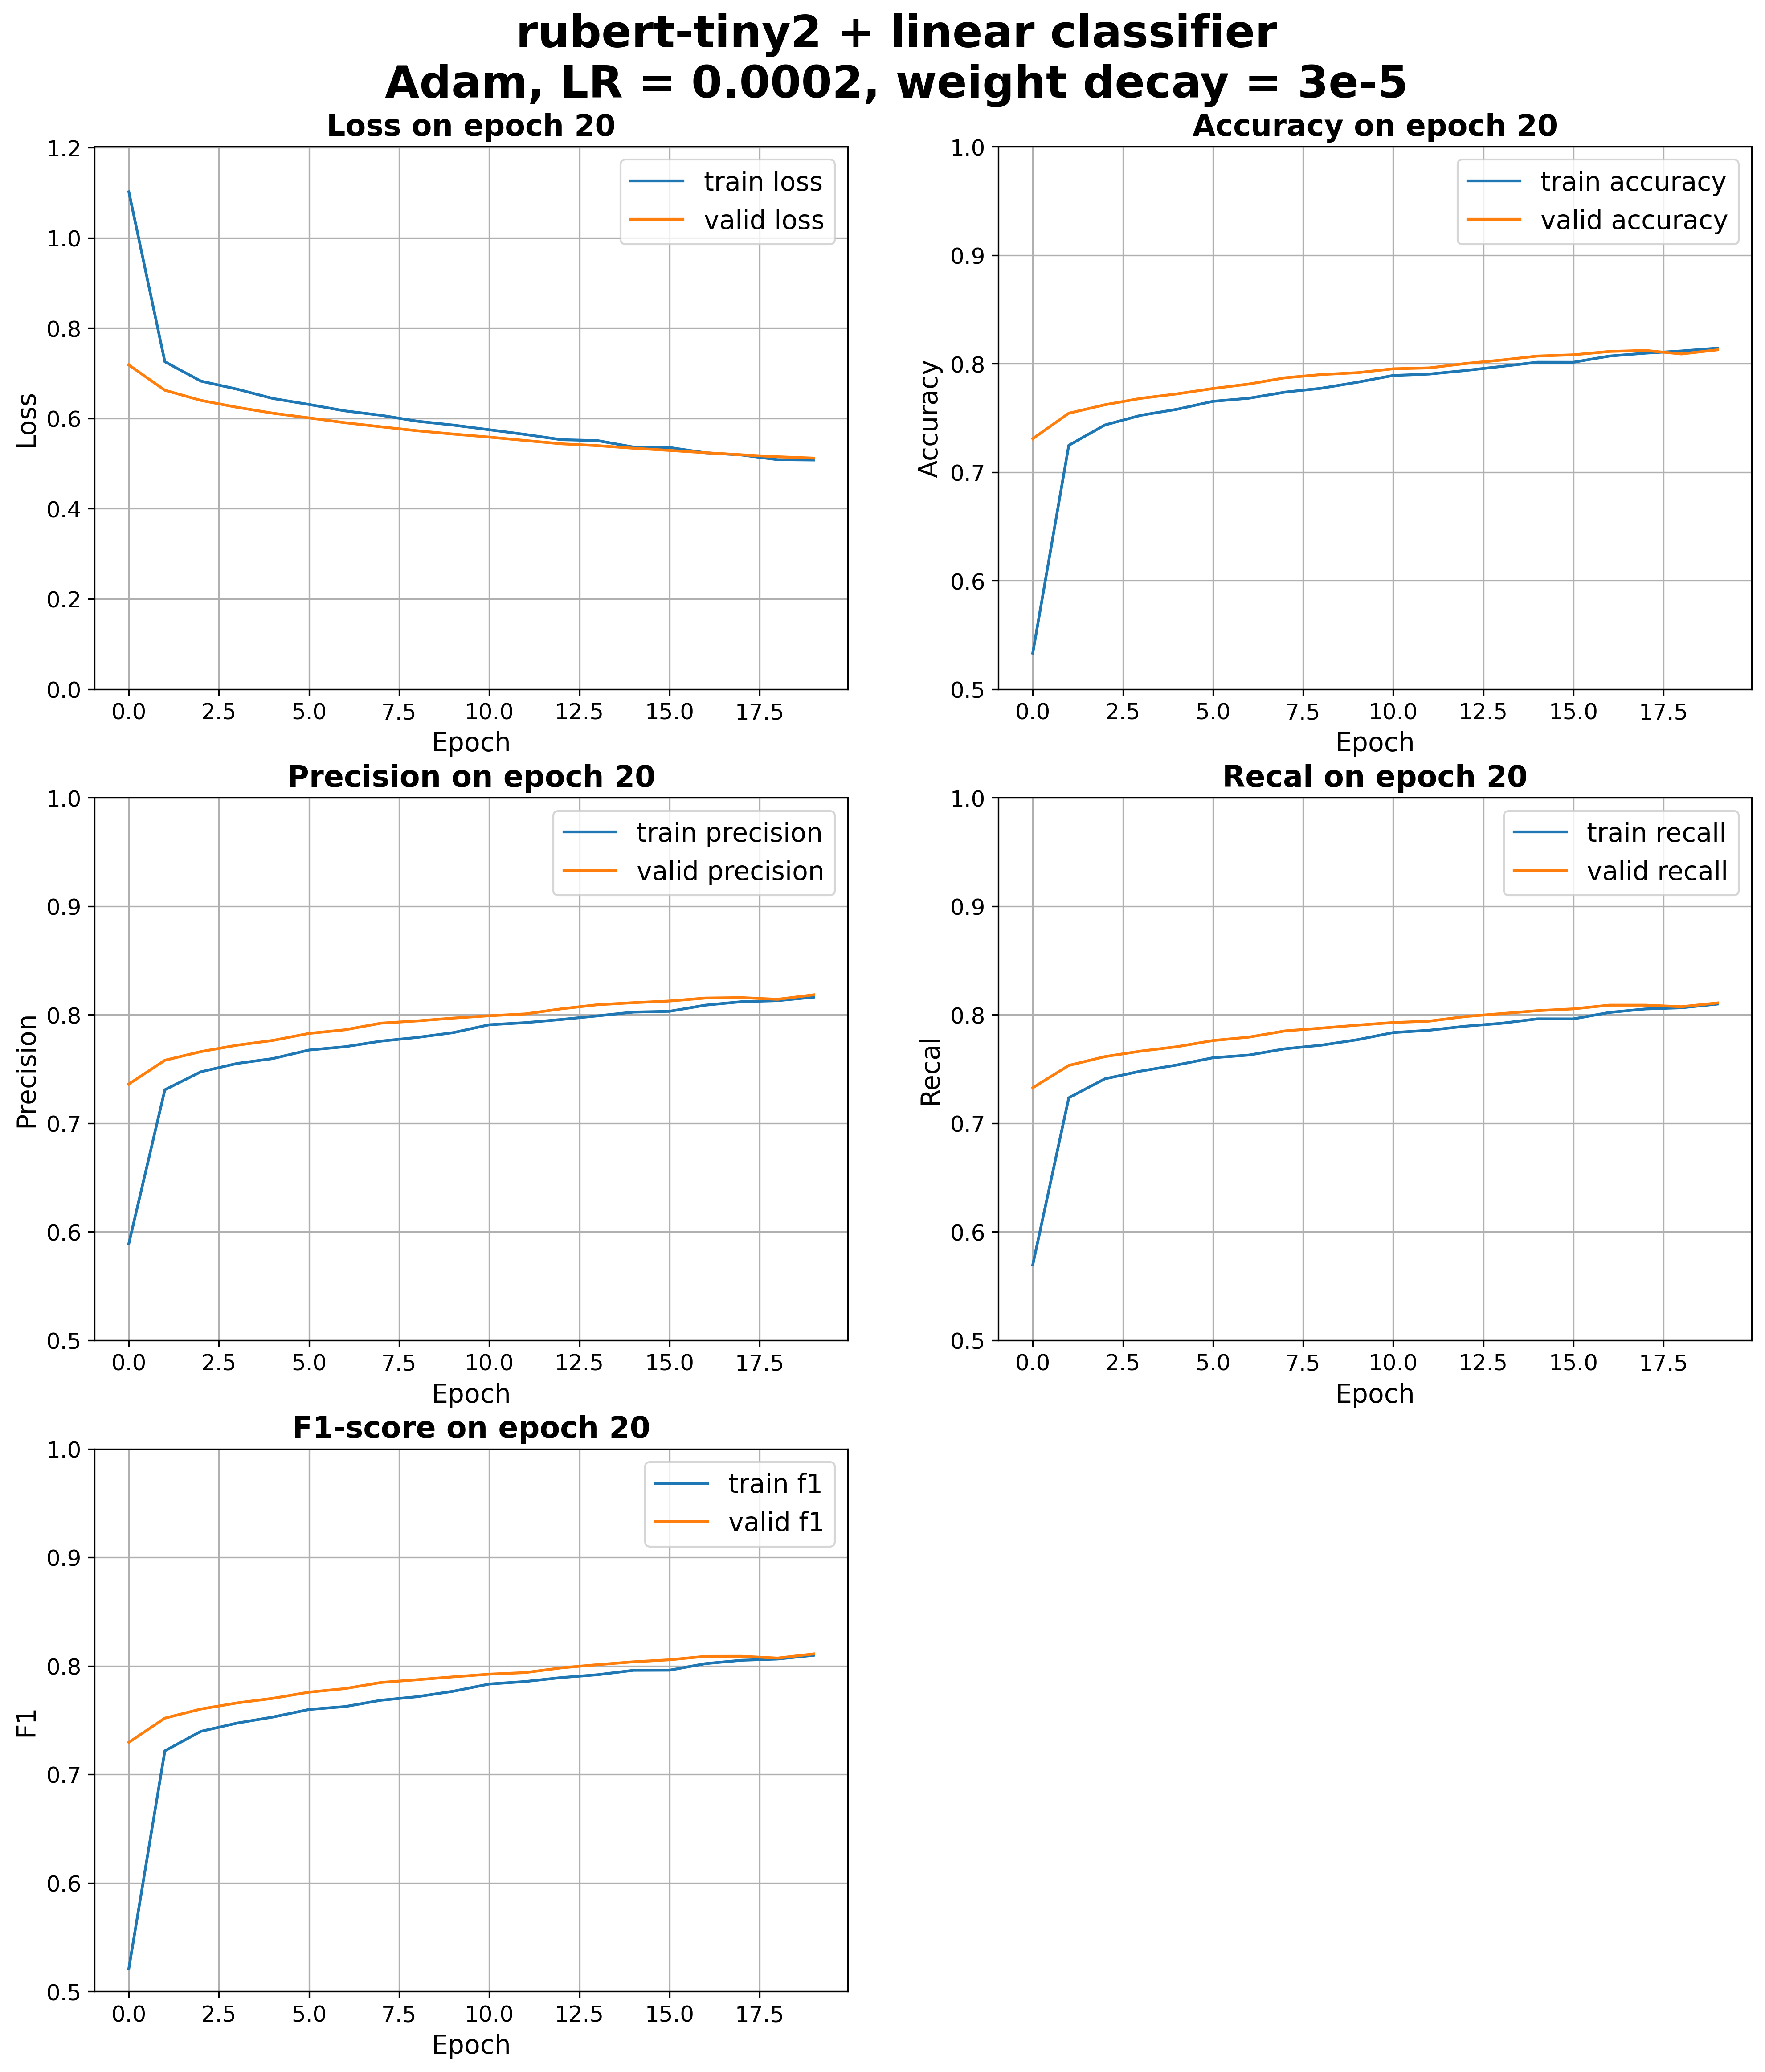 rubert-tiny2 + linear classifier
Adam, LR = 0.0002, weight decay = 3e-5
Loss on epoch 20
1.2
1.0
0.8
0.6
0.4
0.2
0.0
Loss
train loss
valid loss
0.0 2.5 5.0 7.5 10.0 12.5 15.0 17.5
Epoch
Accuracy on epoch 20
1.0
0.9
0.8
0.7
0.6
0.5
Accuracy
train accuracy
valid accuracy
0.0 2.5 5.0 7.5 10.0 12.5 15.0 17.5
Epoch
Precision on epoch 20
1.0
0.9
0.8
0.7
0.6
0.5
Precision
train precision
valid precision
0.0 2.5 5.0 7.5 10.0 12.5 15.0 17.5
Epoch
Recal on epoch 20
1.0
0.9
0.8
0.7
0.6
0.5
Recal
train recall
valid recall
0.0 2.5 5.0 7.5 10.0 12.5 15.0 17.5
Epoch
F1-score on epoch 20
1.0
0.9
0.8
0.7
0.6
0.5
F1
train f1
valid f1
0.0 2.5 5.0 7.5 10.0 12.5 15.0 17.5
Epoch